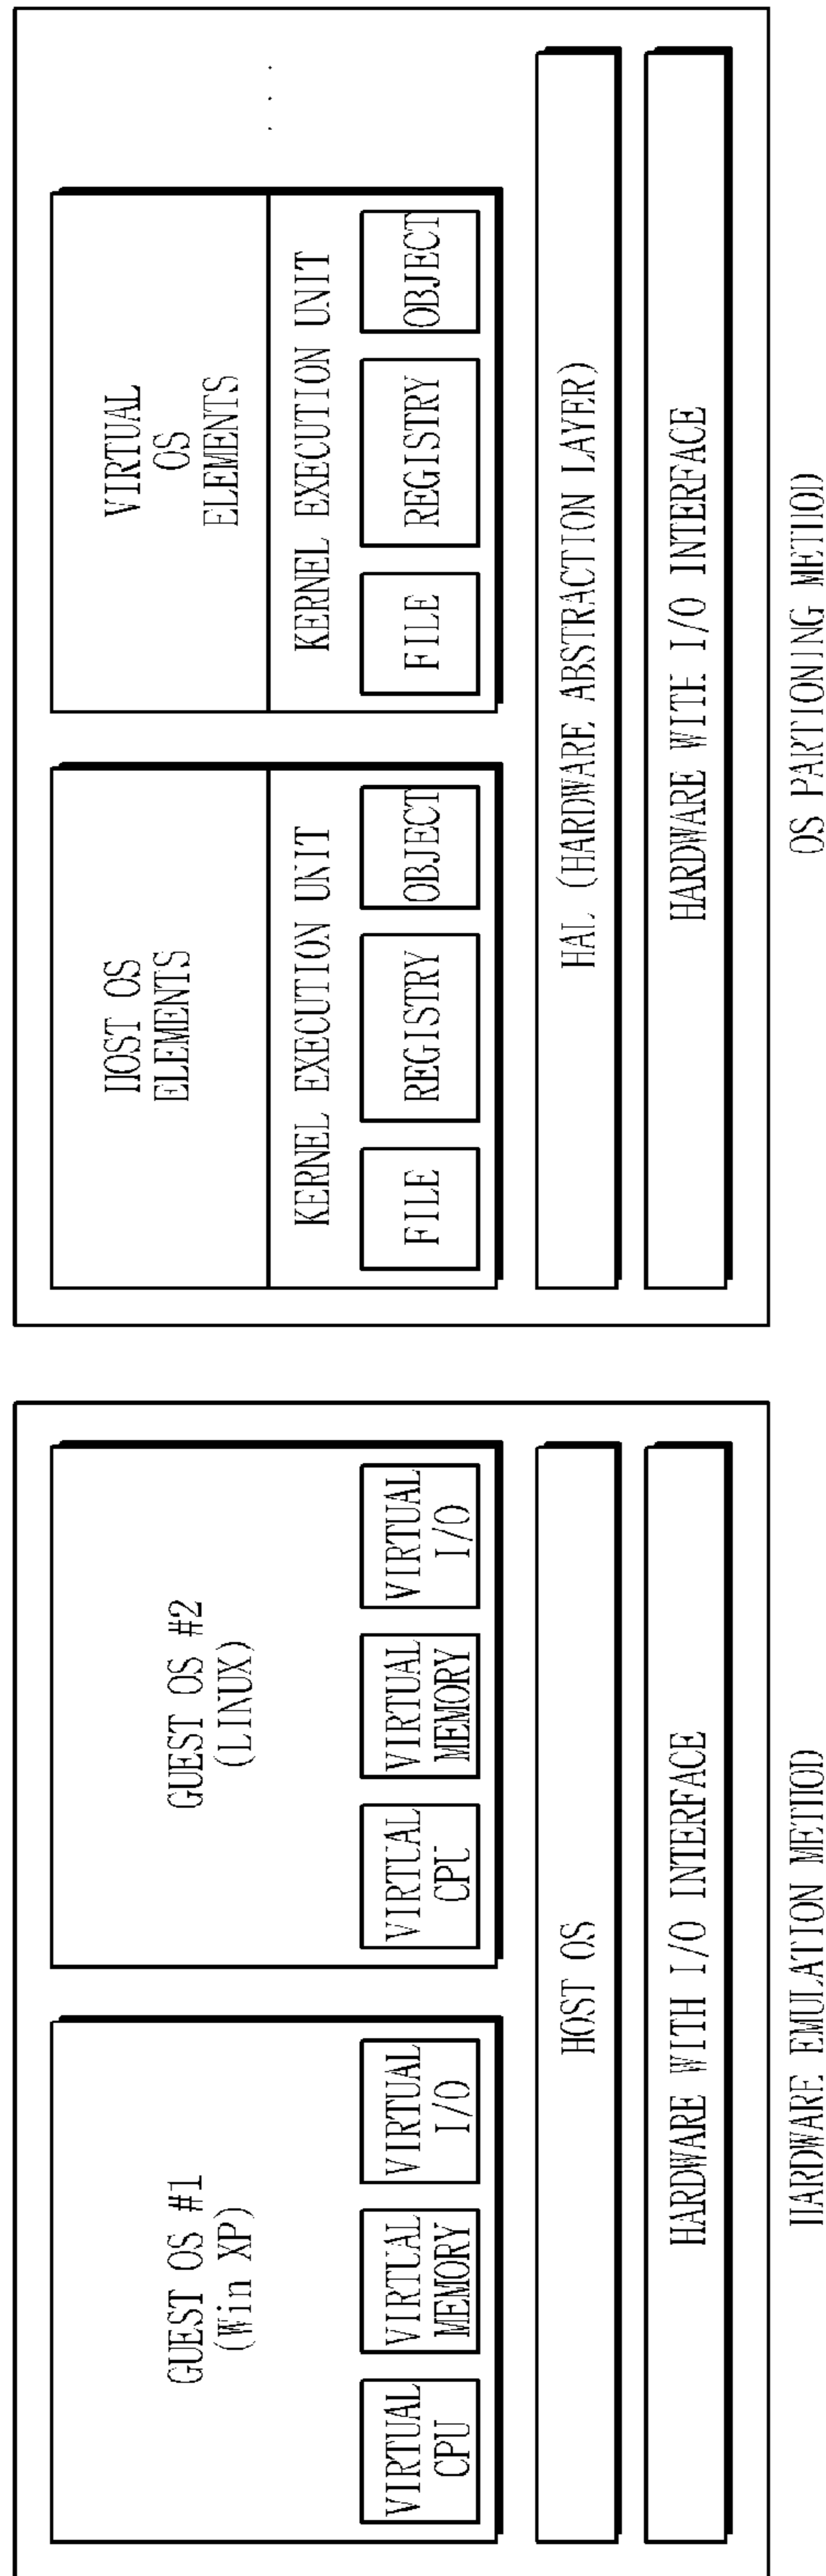 GUEST OS #1
(Win XP)
VIRTUAL
CPU
VIRTUAL
MEMORY
VIRTUAL
I/O
GUEST OS #2
(LINUX)
VIRTUAL
CPU
VIRTUAL
MEMORY
VIRTUAL
I/O
HOST OS
HARDWARE WITH I/O INTERFACE
HARDWARE EMULATION METHOD
HOST OS
ELEMENTS
KERNEL EXECUTION UNIT
FILE
REGISTRY
OBJECT
VIRTUAL
OS
ELEMENTS
KERNEL EXECUTION UNIT
FILE
REGISTRY
OBJECT
. . .
HAL (HARDWARE ABSTRACTION LAYER)
HARDWARE WITH I/O INTERFACE
OS PARTIONING METHOD